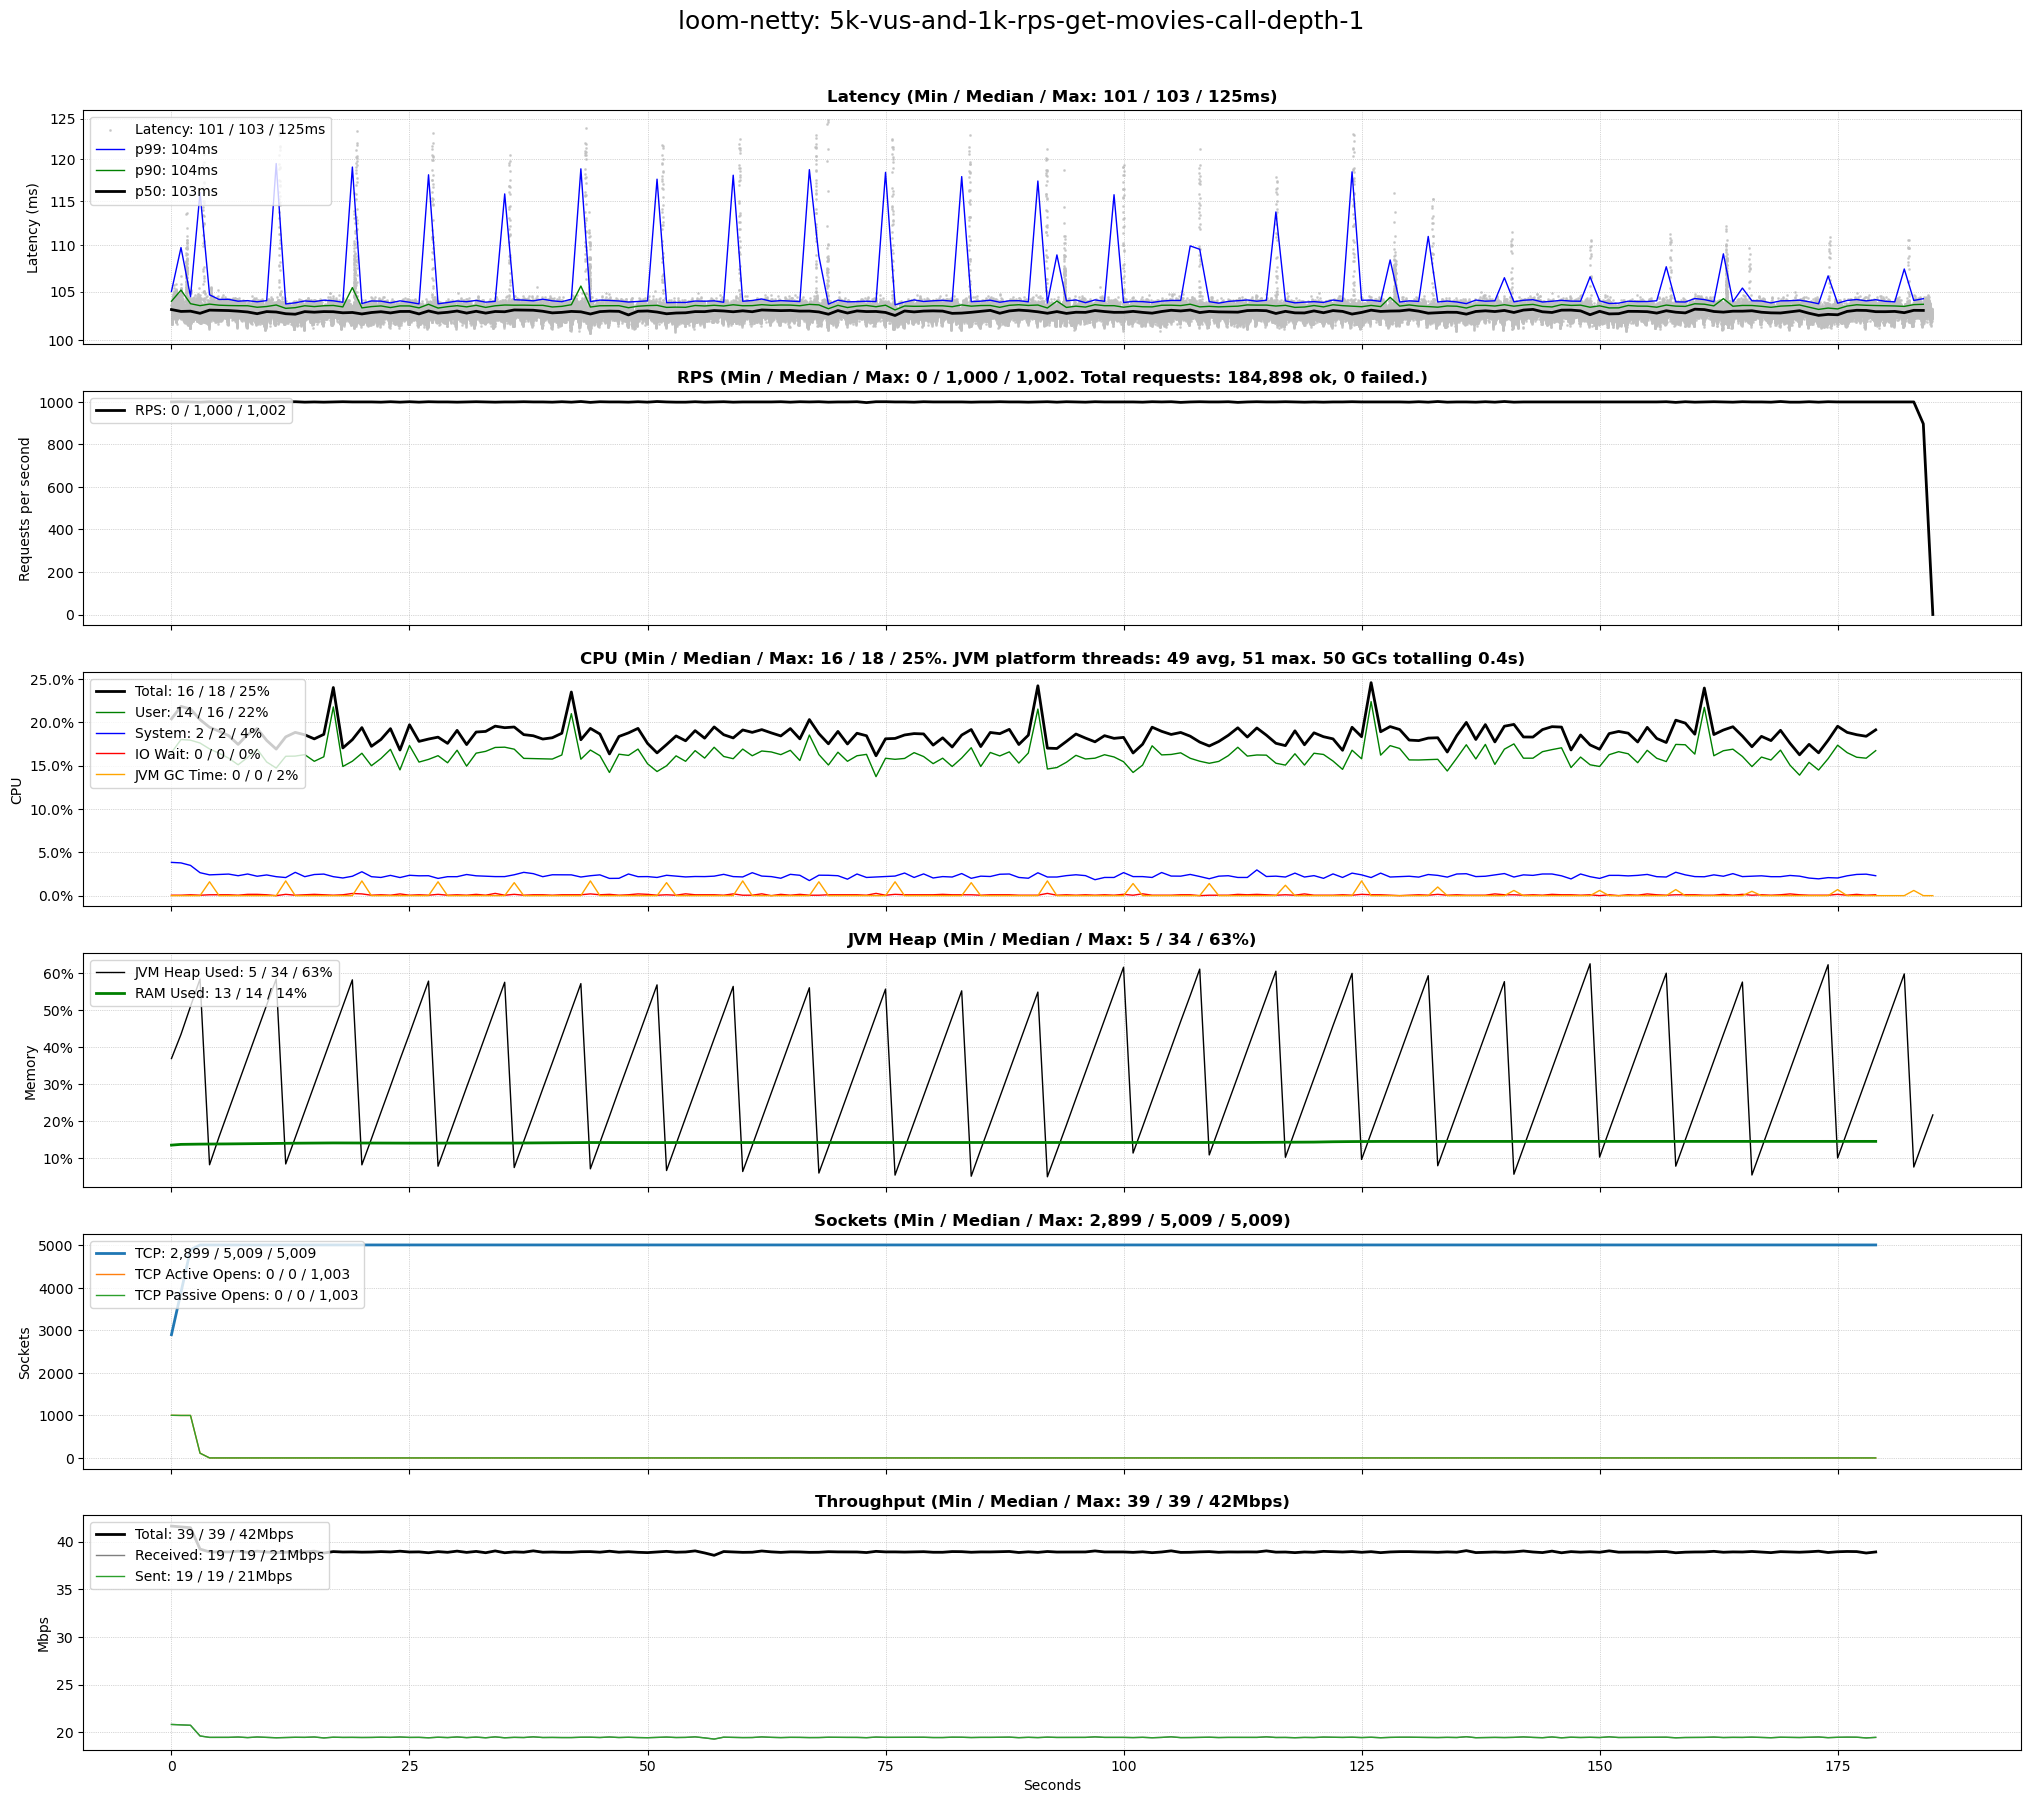 loom-netty: 5k-vus-and-1k-rps-get-movies-call-depth-1
Latency (Min / Median / Max: 101 / 103 / 125ms)
Latency (ms)
125
120
115
110
105
100
Latency: 101 / 103 / 125ms
p99: 104ms
p90: 104ms
p50: 103ms
RPS (Min / Median / Max: 0 / 1,000 / 1,002. Total requests: 184,898 ok, 0 failed.)
Requests per second
1000
800
600
400
200
0
RPS: 0 / 1,000 / 1,002
CPU (Min / Median / Max: 16 / 18 / 25%. JVM platform threads: 49 avg, 51 max. 50 GCs totalling 0.4s)
CPU
25.0%
20.0%
15.0%
10.0%
5.0%
0.0%
Total: 16 / 18 / 25%
User: 14 / 16 / 22%
System: 2 / 2 / 4%
IO Wait: 0 / 0 / 0%
JVM GC Time: 0 / 0 / 2%
JVM Heap (Min / Median / Max: 5 / 34 / 63%)
Memory
60%
50%
40%
30%
20%
10%
JVM Heap Used: 5 / 34 / 63%
RAM Used: 13 / 14 / 14%
Sockets (Min / Median / Max: 2,899 / 5,009 / 5,009)
Sockets
5000
4000
3000
2000
1000
0
TCP: 2,899 / 5,009 / 5,009
TCP Active Opens: 0 / 0 / 1,003
TCP Passive Opens: 0 / 0 / 1,003
Throughput (Min / Median / Max: 39 / 39 / 42Mbps)
Mbps
40
35
30
25
20
Total: 39 / 39 / 42Mbps
Received: 19 / 19 / 21Mbps
Sent: 19 / 19 / 21Mbps
0 25 50 75 100 125 150 175
Seconds